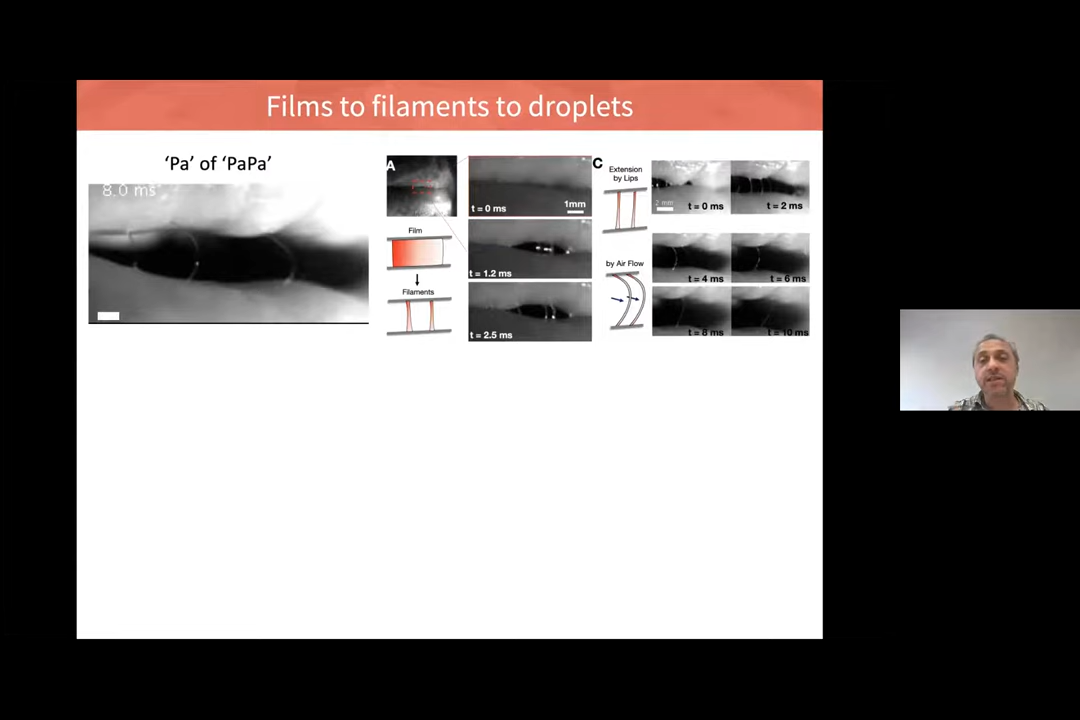 Films to filaments to droplets
‘Pa’ of ‘PaPa’
8.0 ms
A
Film
Filaments
t = 0 ms
1mm
t = 1.2 ms
t = 2.5 ms
C
Extension
by Lips
by Air Flow
2 mm
t = 0 ms
t = 2 ms
t = 4 ms
t = 6 ms
t = 8 ms
t = 10 ms